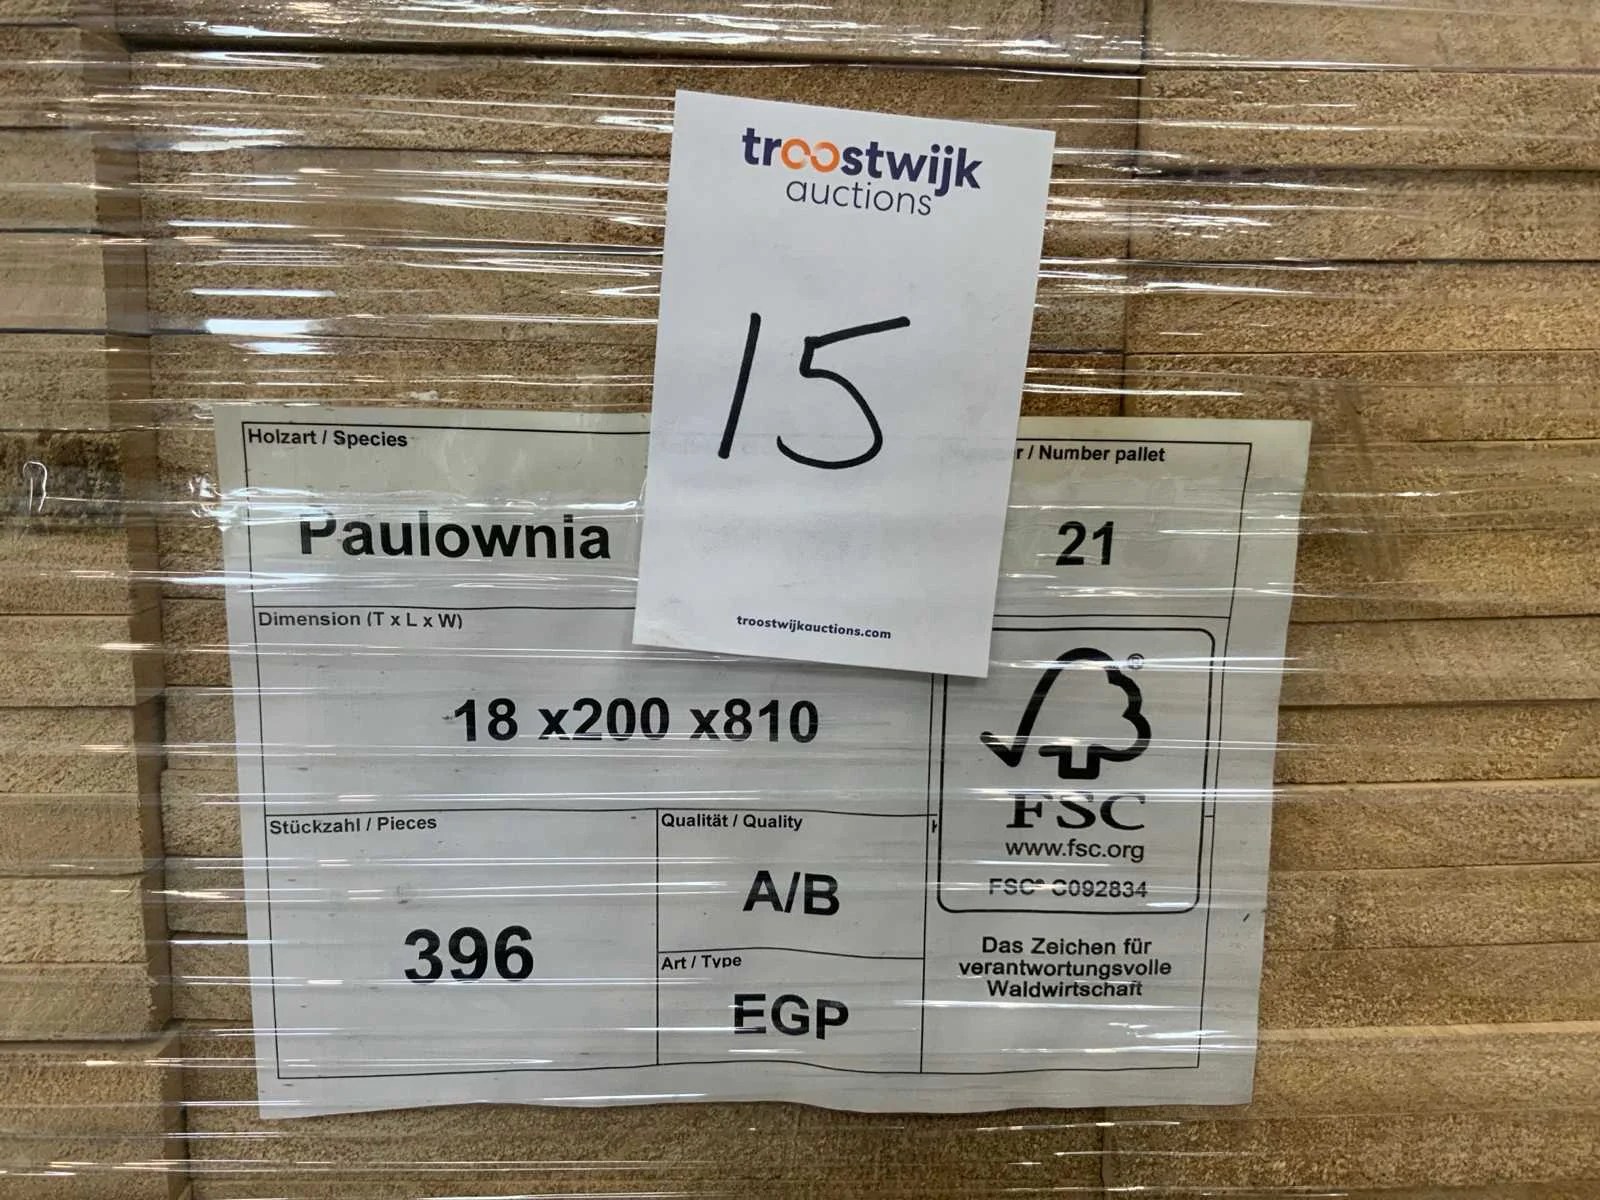 troostwijk
auctions
15
troostwijkauctions.com
Holzart / Species
r / Number pallet
Paulownia
21
Dimension (T x L x W)
18 x200 x810
Stückzahl / Pieces
396
Qualität / Quality
A/B
Art / Type
EGP
®
FSC
www.fsc.org
FSC® C092834
Das Zeichen für
verantwortungsvolle
Waldwirtschaft